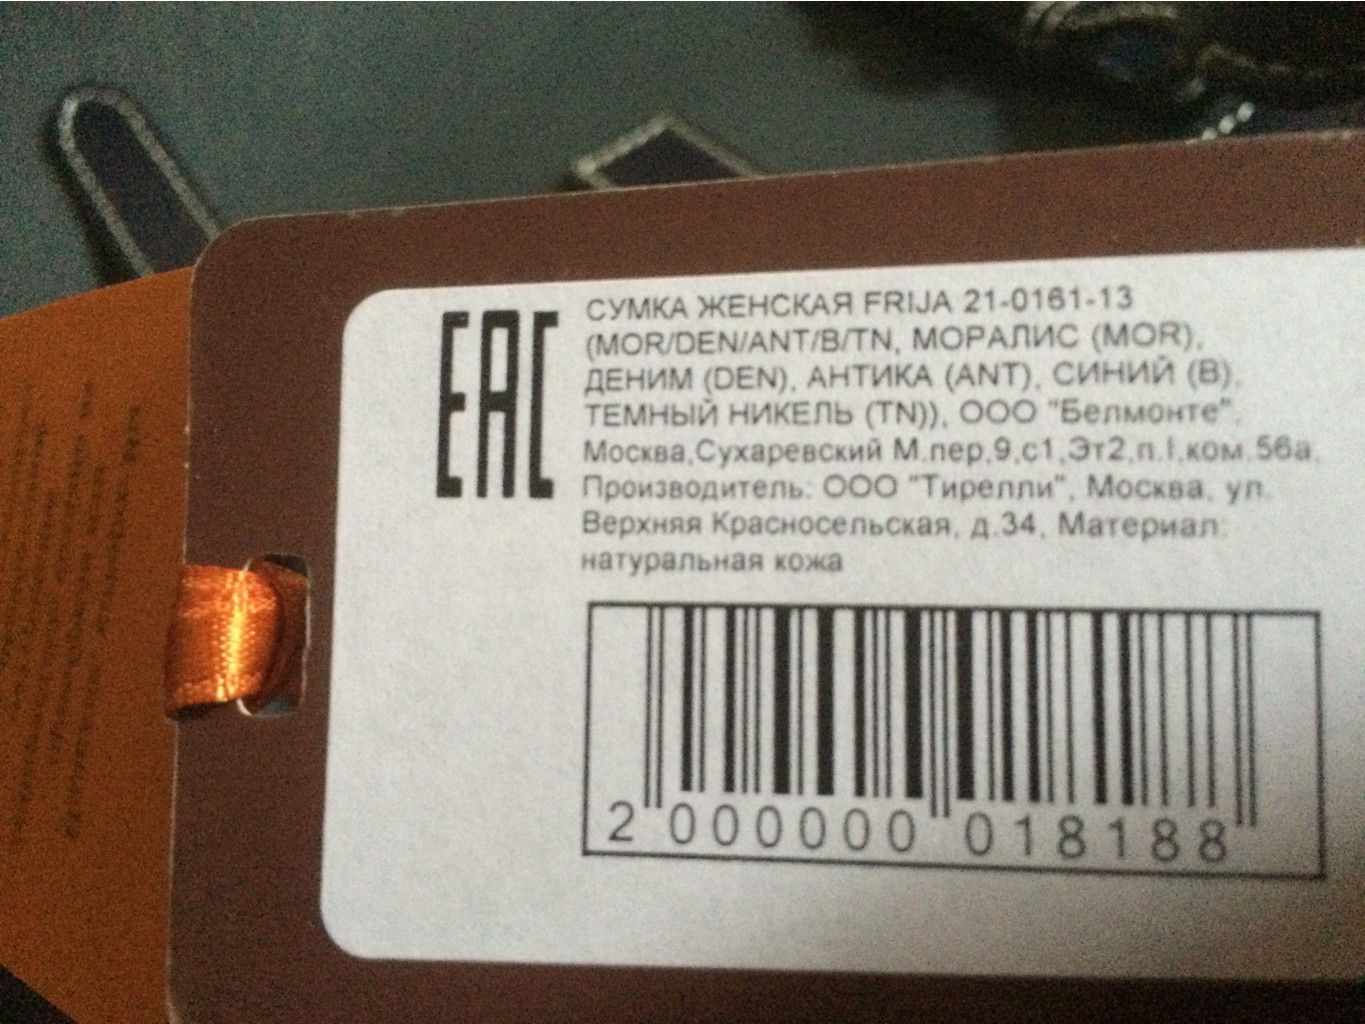 EAC
СУМКА ЖЕНСКАЯ FRIJA 21-0161-13
(MOR/DEN/ANT/B/TN, МОРАЛИС (MOR),
ДЕНИМ (DEN), АНТИКА (ANT), СИНИЙ (B),
ТЕМНЫЙ НИКЕЛЬ (TN)), ООО "Белмонте",
Москва,Сухаревский М.пер,9,с1,Эт2,п.I,ком.56а,
Производитель: ООО "Тирелли", Москва, ул.
Верхняя Красносельская, д.34, Материал:
натуральная кожа
2 000000 018188